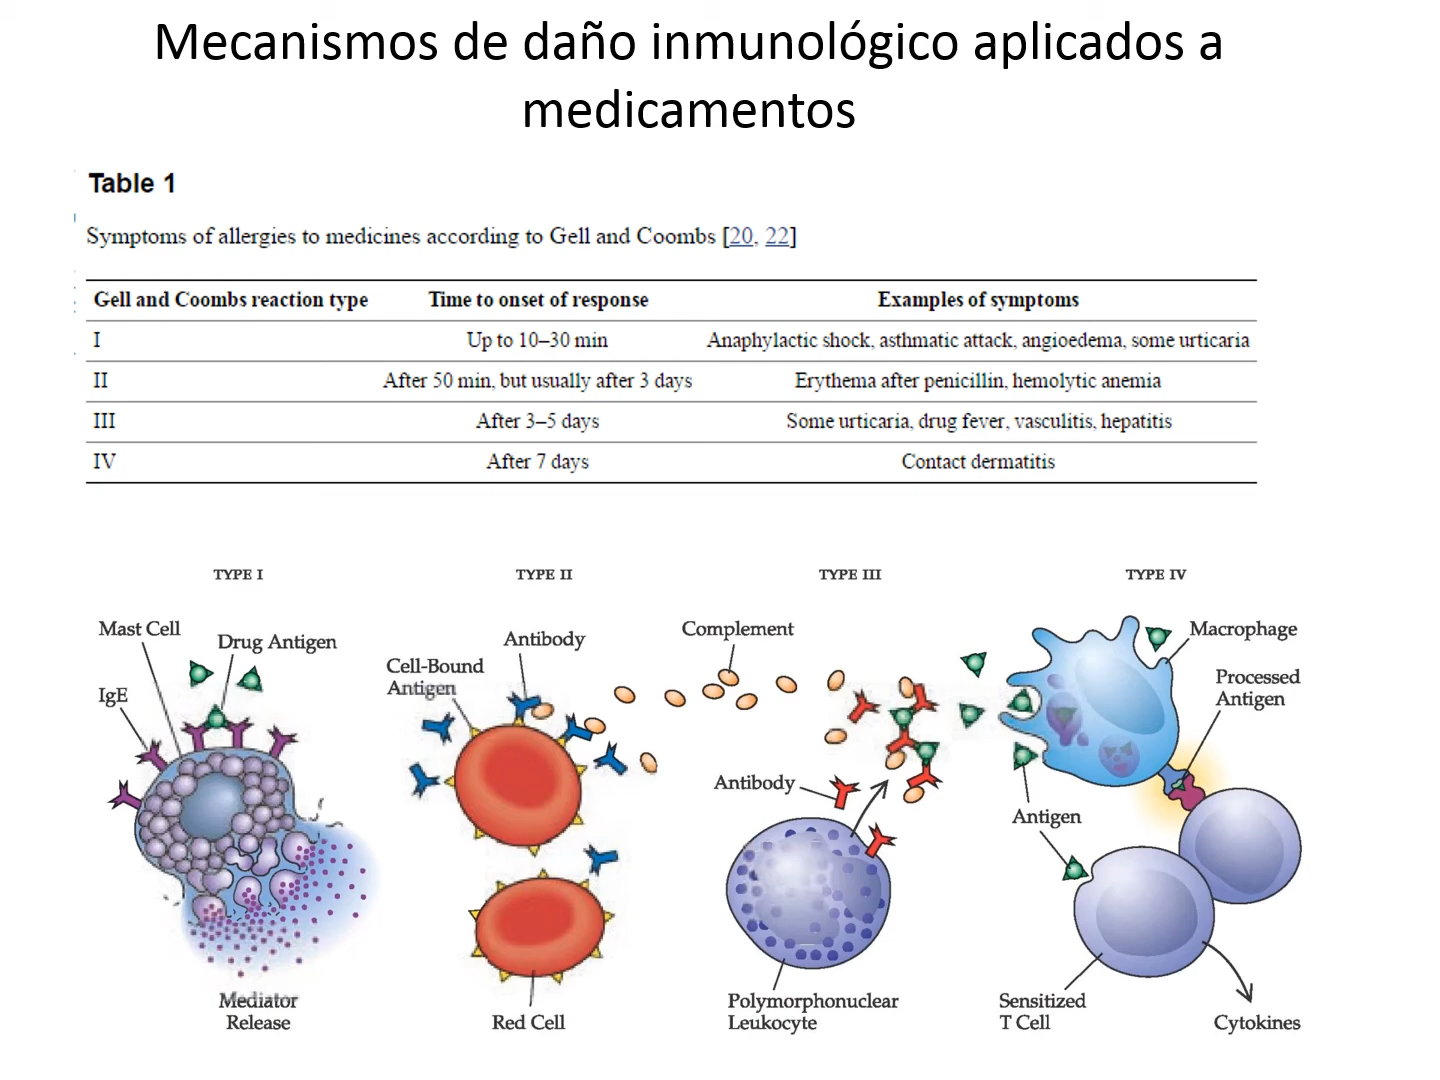 Mecanismos de daño inmunológico aplicados a
medicamentos
Table 1
Symptoms of allergies to medicines according to Gell and Coombs [20, 22]
Gell and Coombs reaction type Time to onset of response Examples of symptoms
I Up to 10–30 min Anaphylactic shock, asthmatic attack, angioedema, some urticaria
II After 50 min, but usually after 3 days Erythema after penicillin, hemolytic anemia
III After 3–5 days Some urticaria, drug fever, vasculitis, hepatitis
IV After 7 days Contact dermatitis
TYPE I
Mast Cell
Drug Antigen
IgE
Mediator
Release
TYPE II
Antibody
Cell-Bound
Antigen
Red Cell
TYPE III
Complement
Antibody
Polymorphonuclear
Leukocyte
TYPE IV
Macrophage
Processed
Antigen
Antigen
Sensitized
T Cell
Cytokines